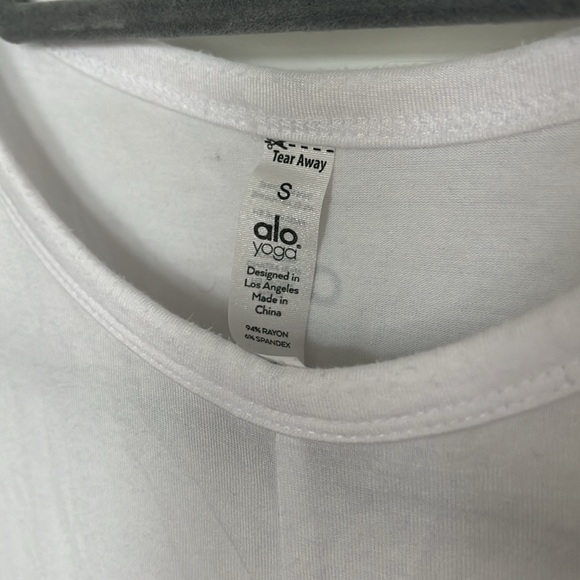 Tear Away
S
alo
yoga®
Designed in
Los Angeles
Made in
China
94% RAYON
6% SPANDEX